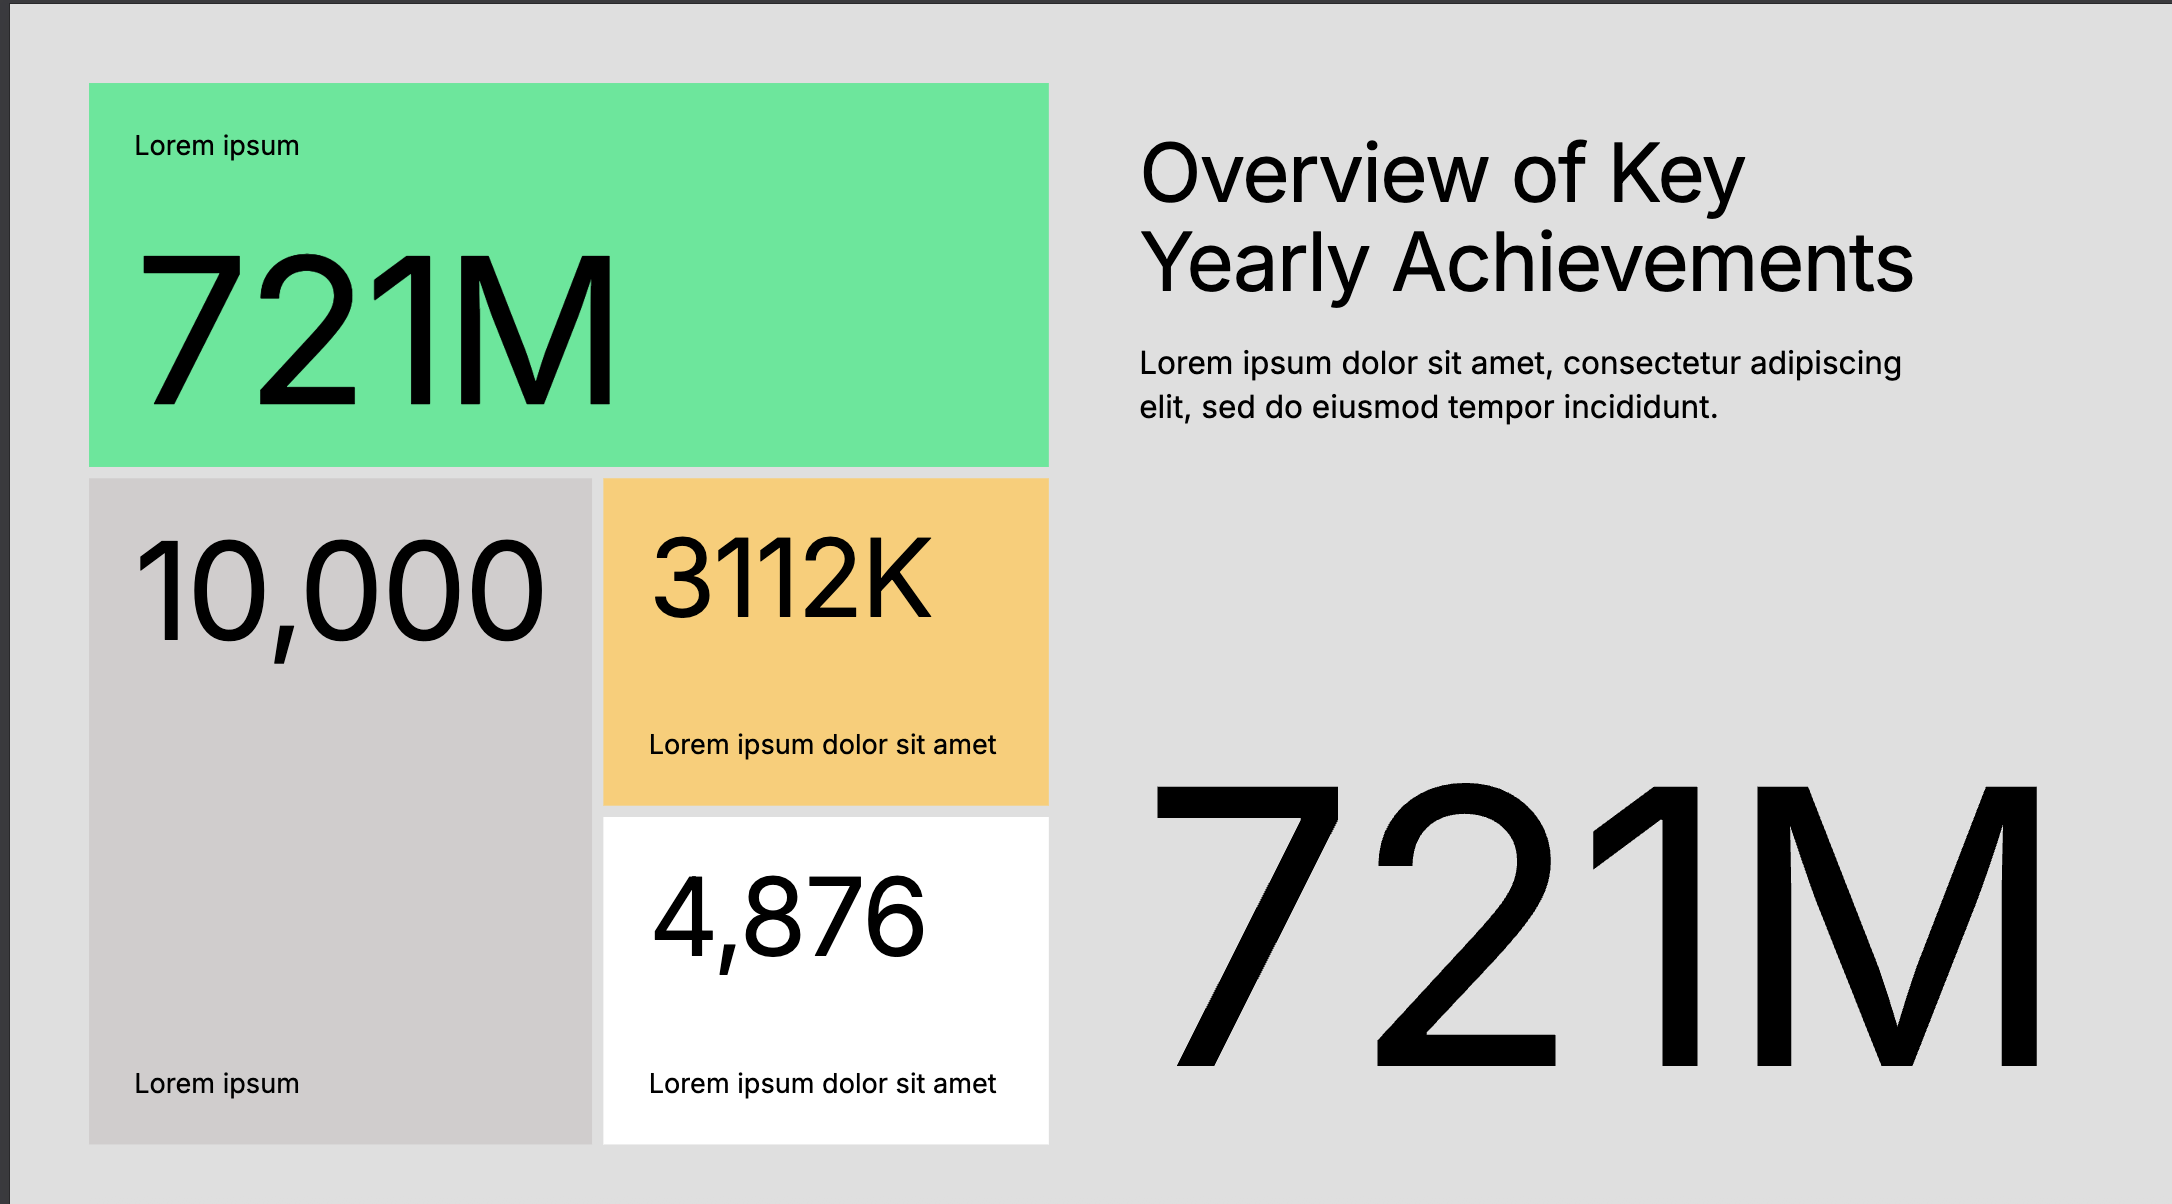 Lorem ipsum
721M
10,000
Lorem ipsum
3112K
Lorem ipsum dolor sit amet
4,876
Lorem ipsum dolor sit amet
Overview of Key
Yearly Achievements
Lorem ipsum dolor sit amet, consectetur adipiscing
elit, sed do eiusmod tempor incididunt.
721M